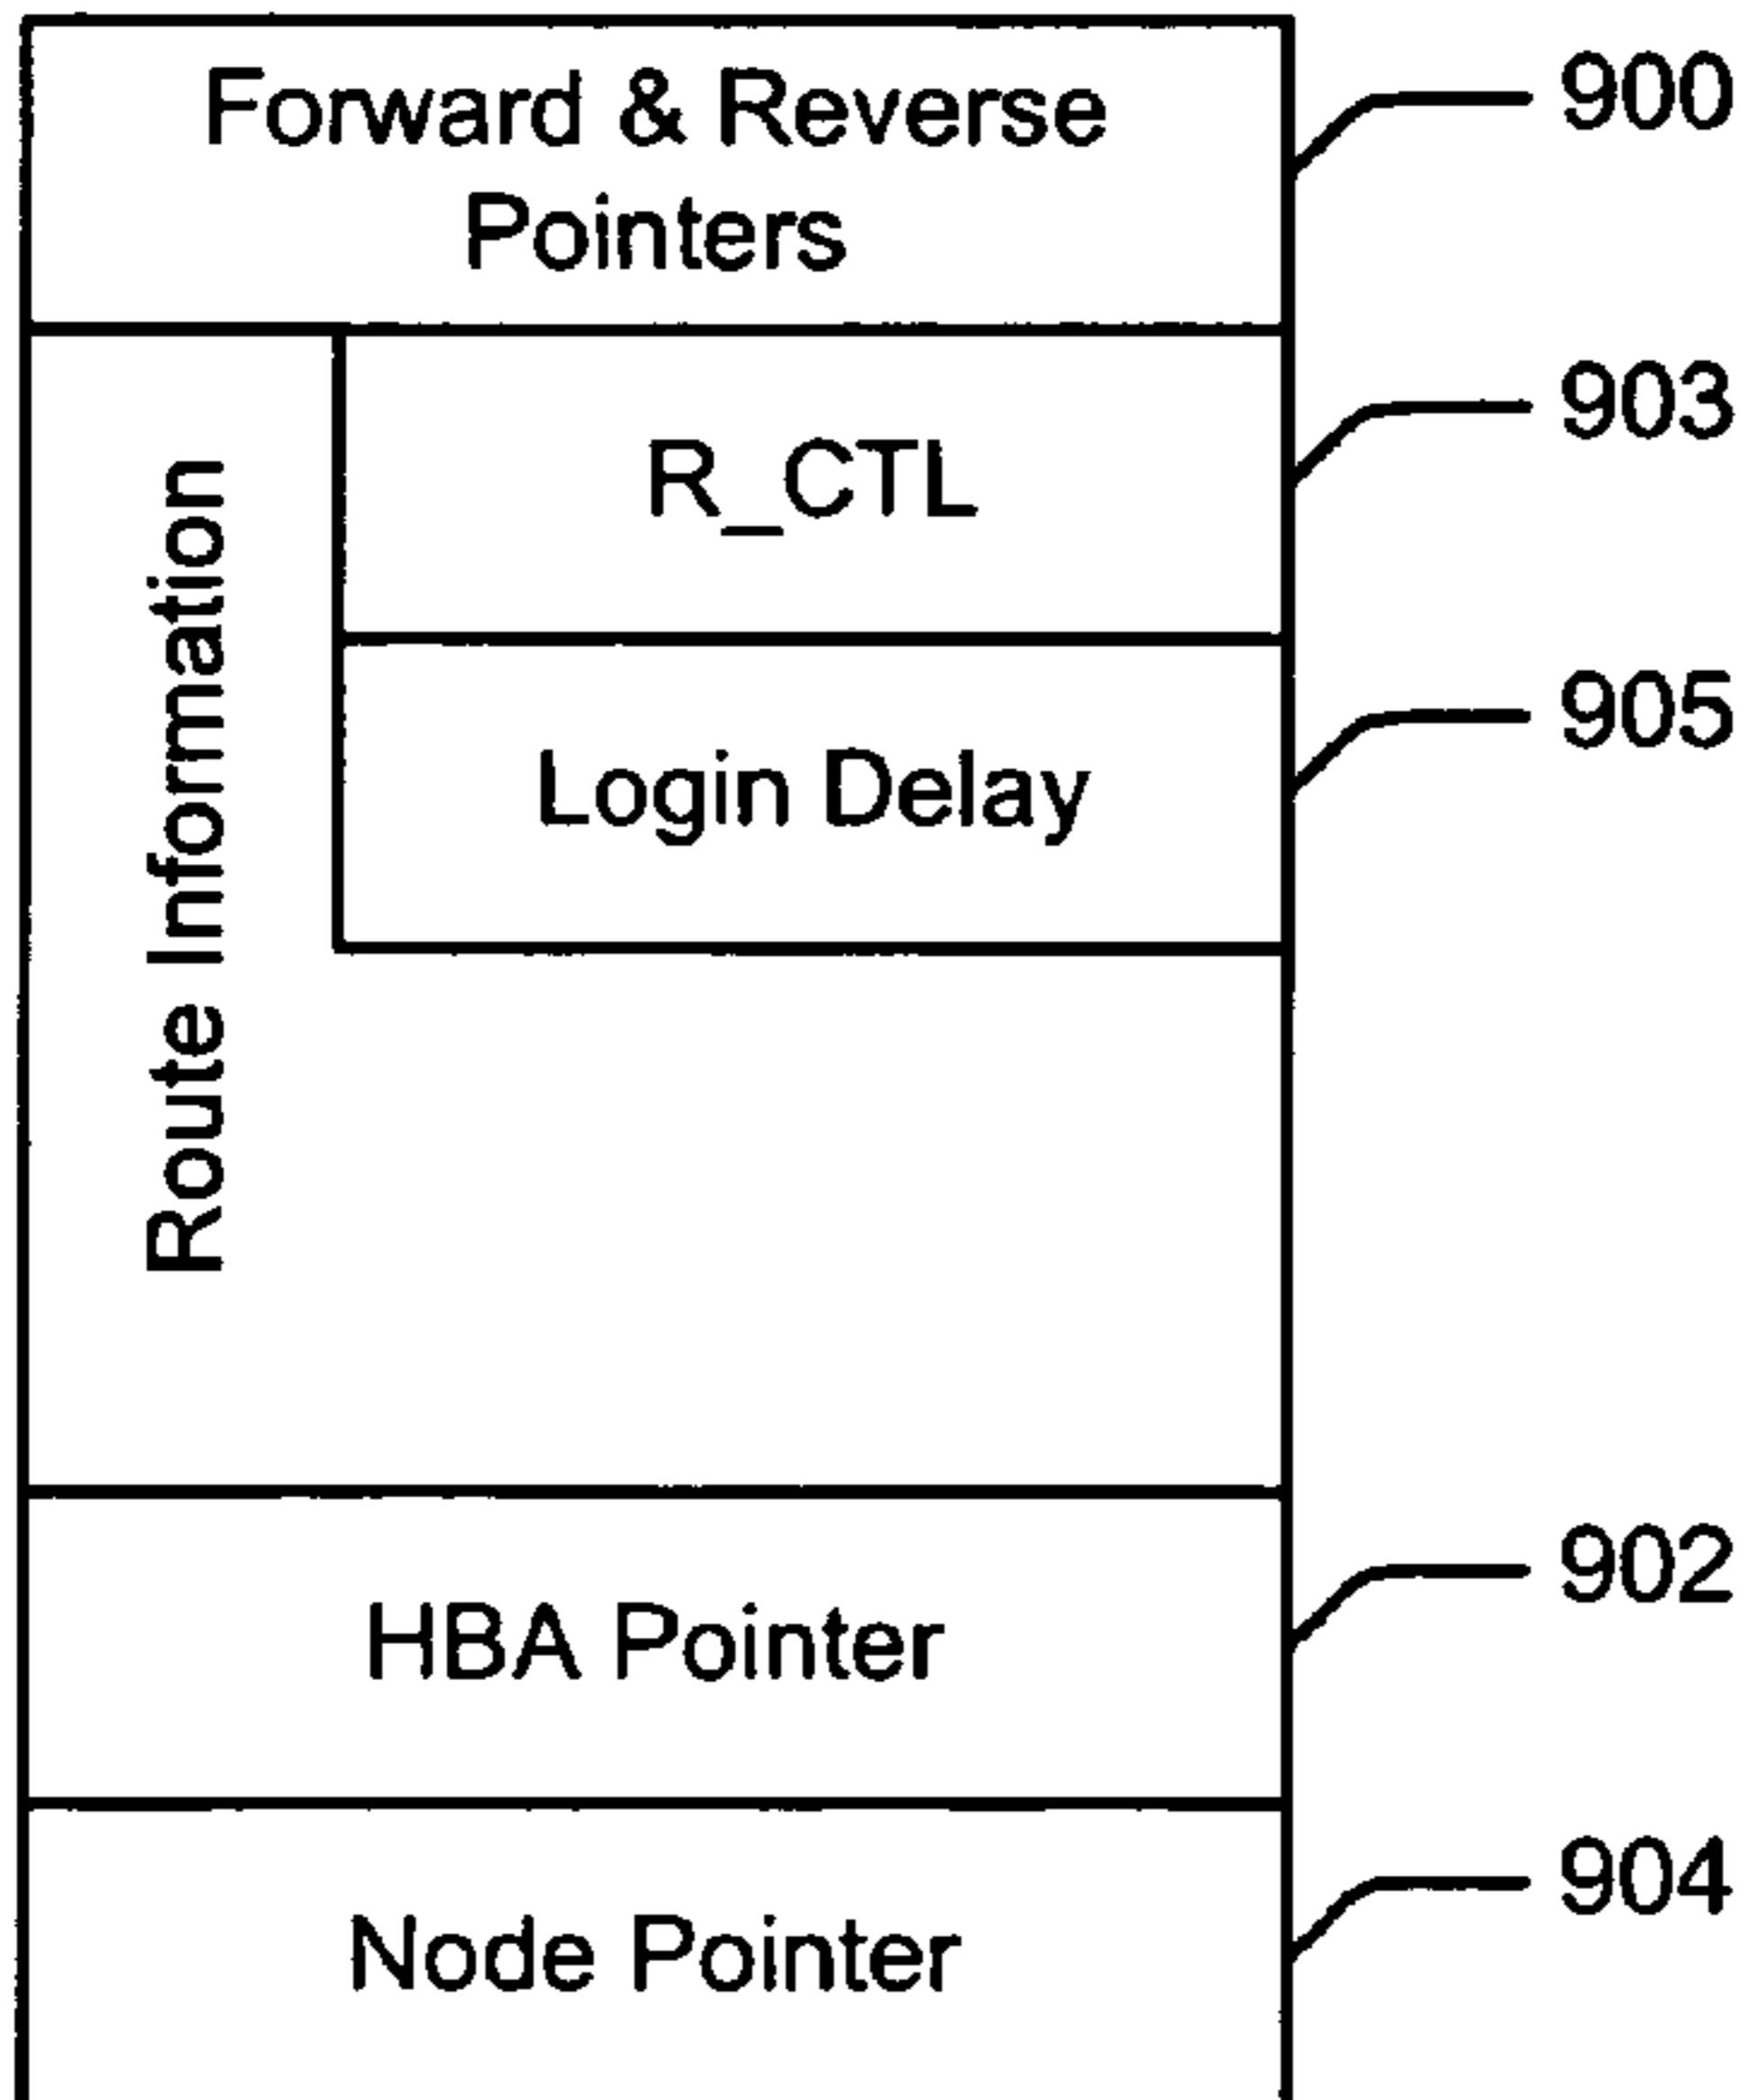 Forward & Reverse
Pointers
900
Route Information
R_CTL
903
Login Delay
905
HBA Pointer
902
Node Pointer
904